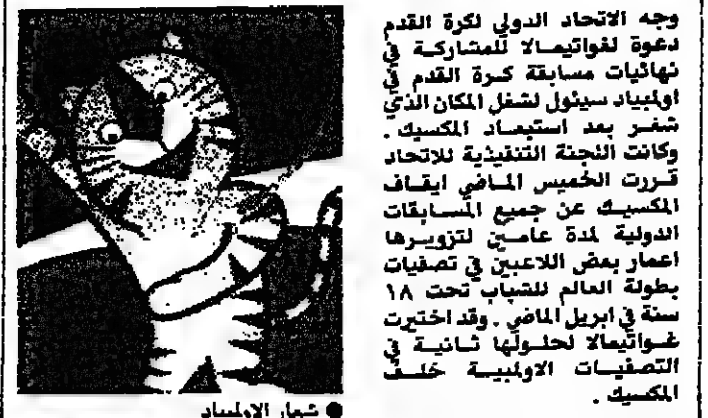 وجه الاتحاد الدولي لكرة القدم
دعوة لغواتيمالا للمشاركة في
نهائيات مسابقة كرة القدم في
اولمبياد سيئول لشغل المكان الذي
شغر بعد استبعاد المكسيك .
وكانت اللجنة التنفيذية للاتحاد
قررت الخميس الماضي ايقاف
المكسيك عن جميع المسابقات
الدولية لمدة عامين لتزويرها
اعمار بعض اللاعبين في تصفيات
بطولة العالم للشباب تحت ١٨
سنة في ابريل الماضي . وقد اختيرت
غواتيمالا لحلولها ثانية في
التصفيات الاولمبية خلف
المكسيك .
● شعار الاولمبياد